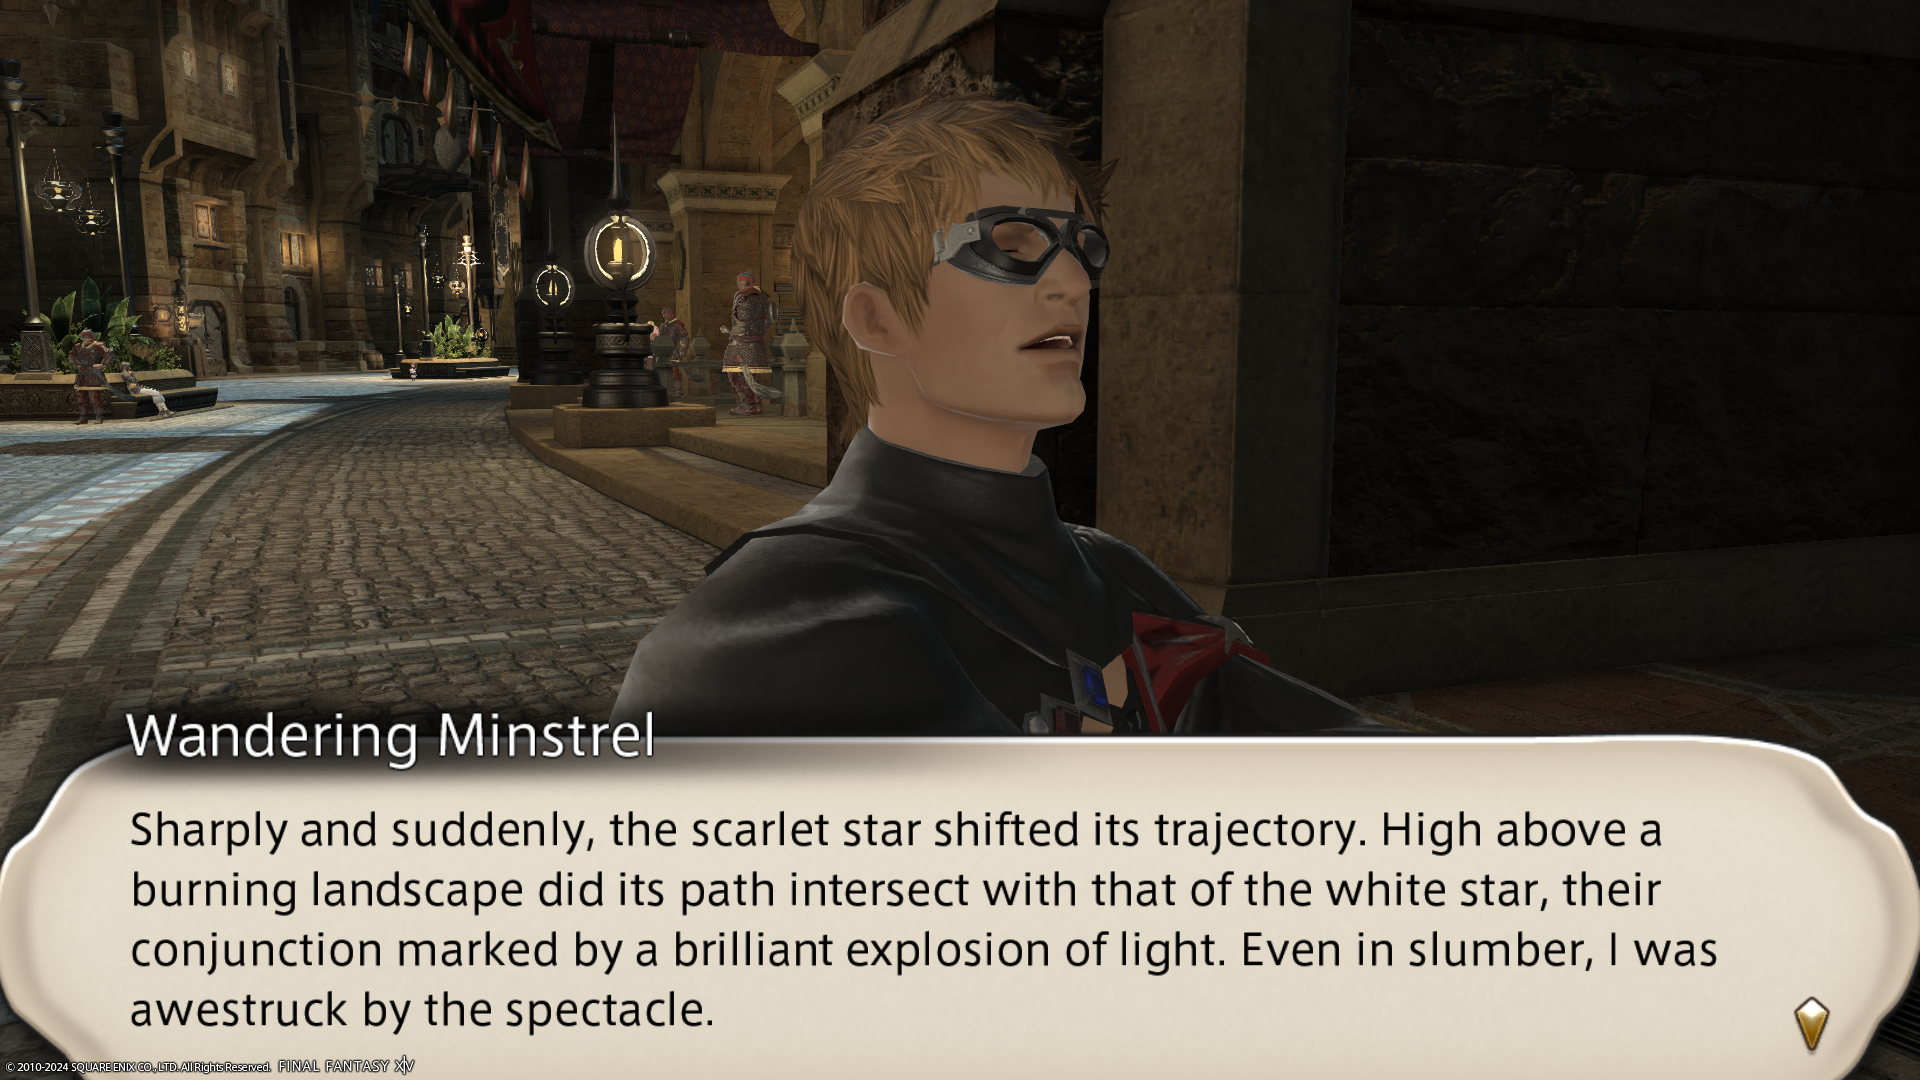 Wandering Minstrel
Sharply and suddenly, the scarlet star shifted its trajectory. High above a
burning landscape did its path intersect with that of the white star, their
conjunction marked by a brilliant explosion of light. Even in slumber, I was
awestruck by the spectacle.
© 2010-2024 SQUARE ENIX CO., LTD. All Rights Reserved. FINAL FANTASY XIV